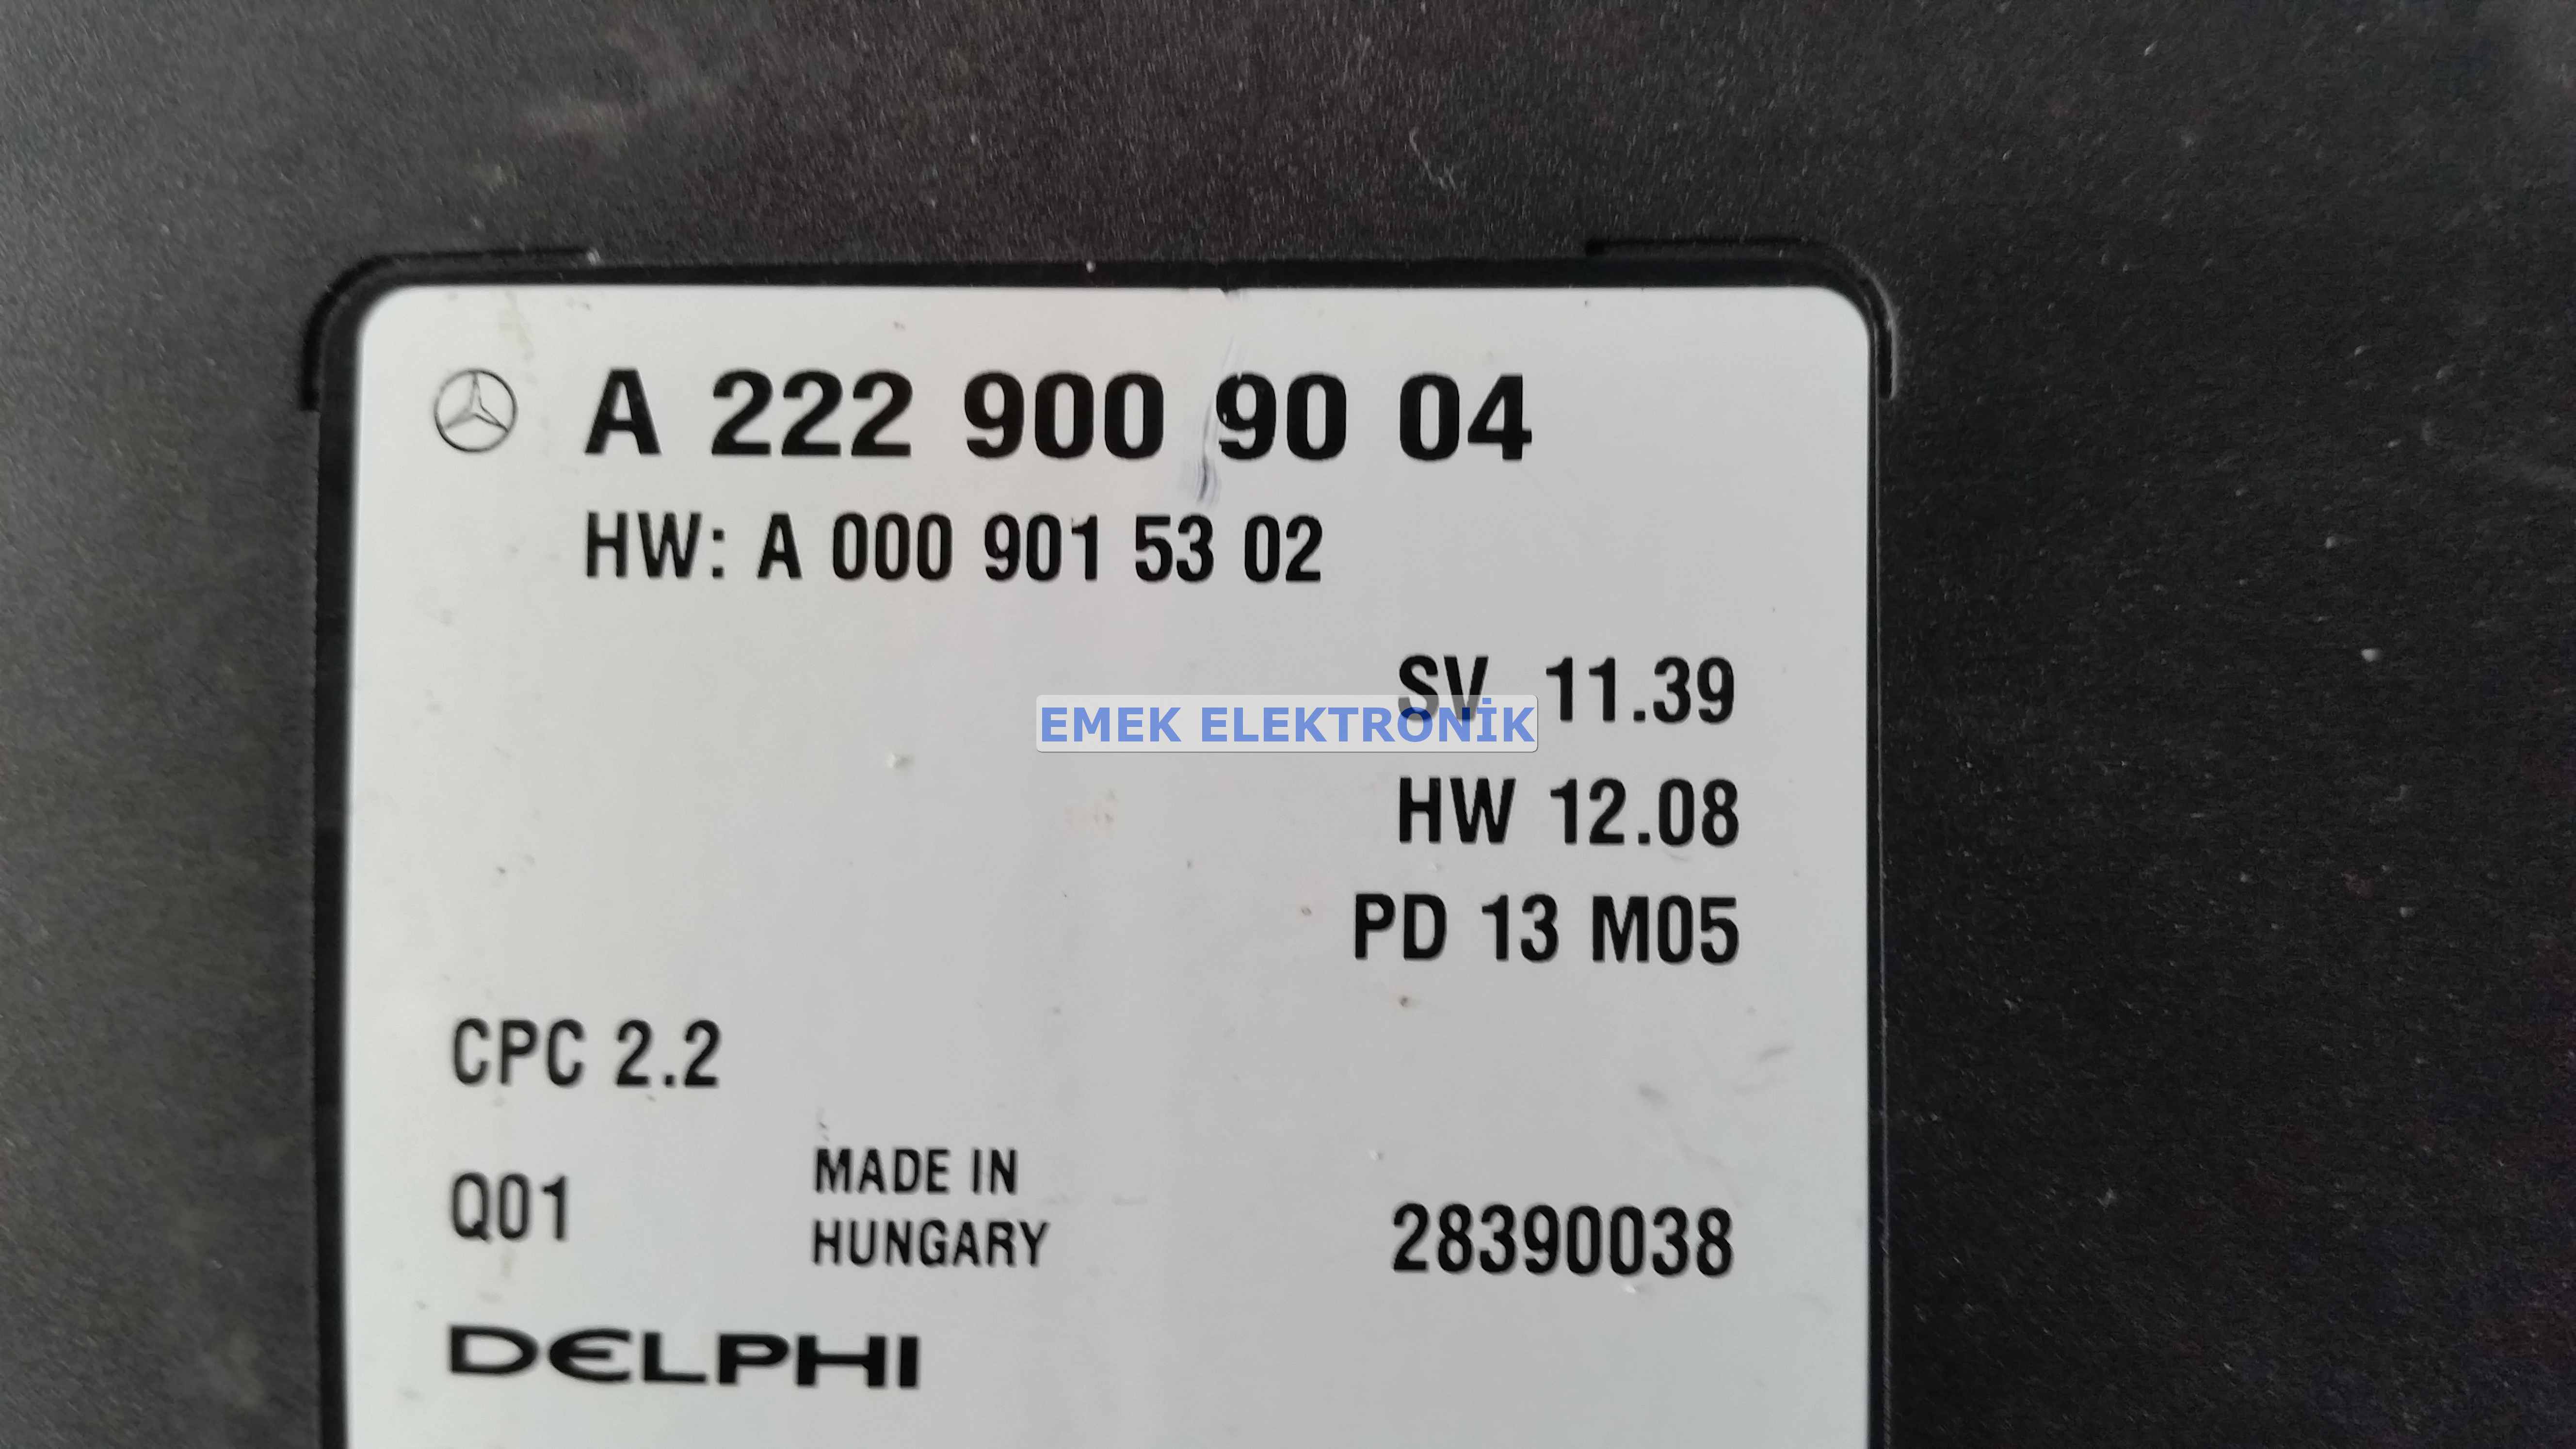 A 222 900 90 04
HW: A 000 901 53 02
SV 11.39
EMEK ELEKTRONİK
HW 12.08
PD 13 M05
CPC 2.2
Q01
MADE IN
HUNGARY
28390038
DELPHI